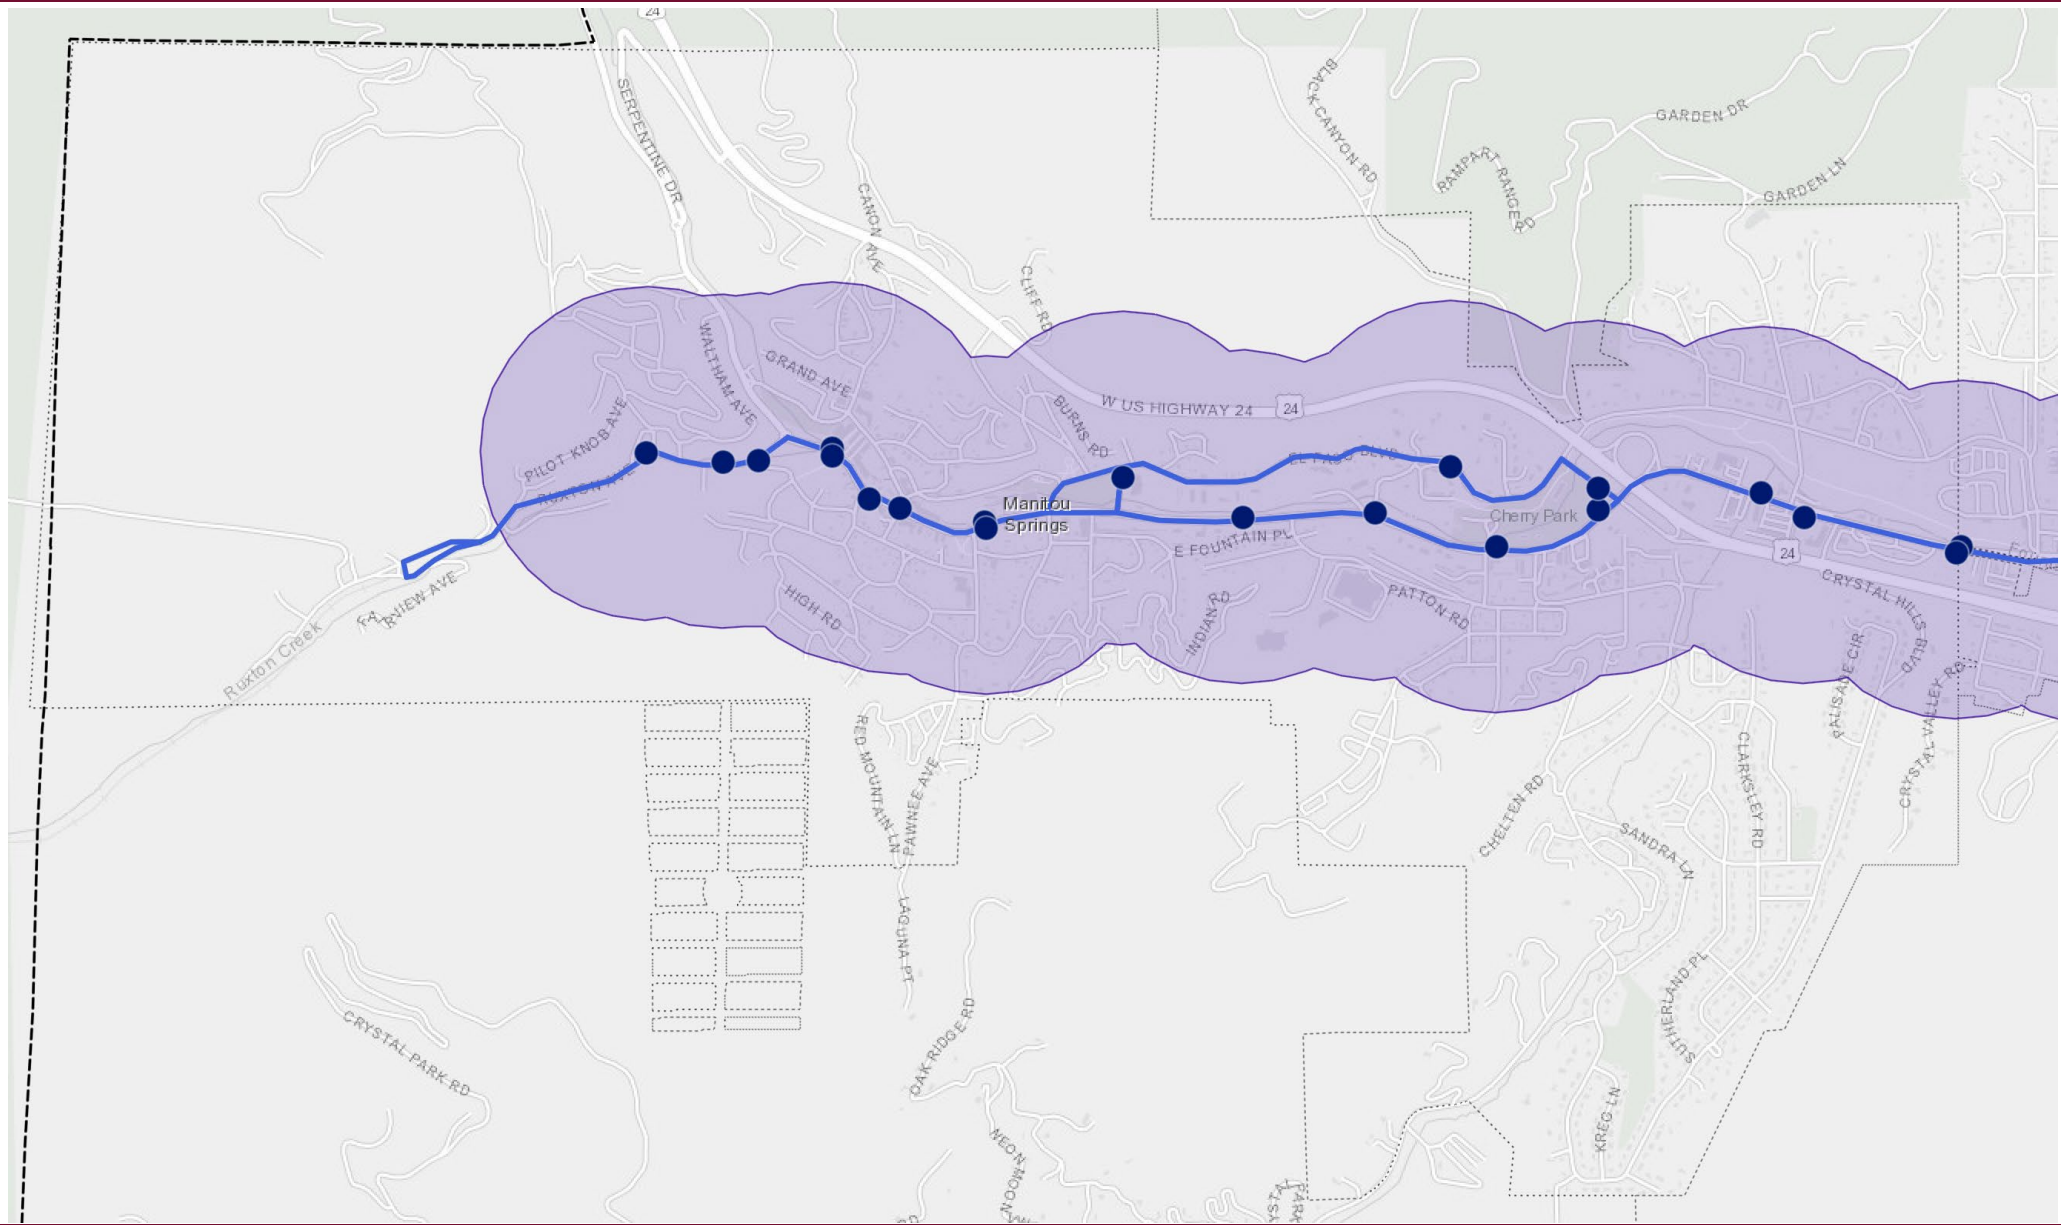 24
SERPENTINE DR
BLACK CANYON RD
GARDEN DR
RAMPART RANGE RD
GARDEN LN
CANON AVE
CLIFF RD
WALTHAM AVE
GRAND AVE
W US HIGHWAY 24
24
BURNS RD
PILOT KNOB AVE
RUXTON AVE
EL PASO BLVD
Manitou
Springs
Cherry Park
E FOUNTAIN PL
24
CRYSTAL HILLS BLVD
FAIRVIEW AVE
HIGH RD
INDIAN RD
PATTON RD
Ruxton Creek
PALISADE CIR
CRYSTAL VALLEY RD
RED MOUNTAIN LN
PAWNEE AVE
CLARKSLEY RD
CHELTEN RD
SANDRA LN
LAGUNA PT
SUTHERLAND PL
OAK RIDGE RD
CRYSTAL PARK RD
KREG LN
NEON MOON
PARK
RD